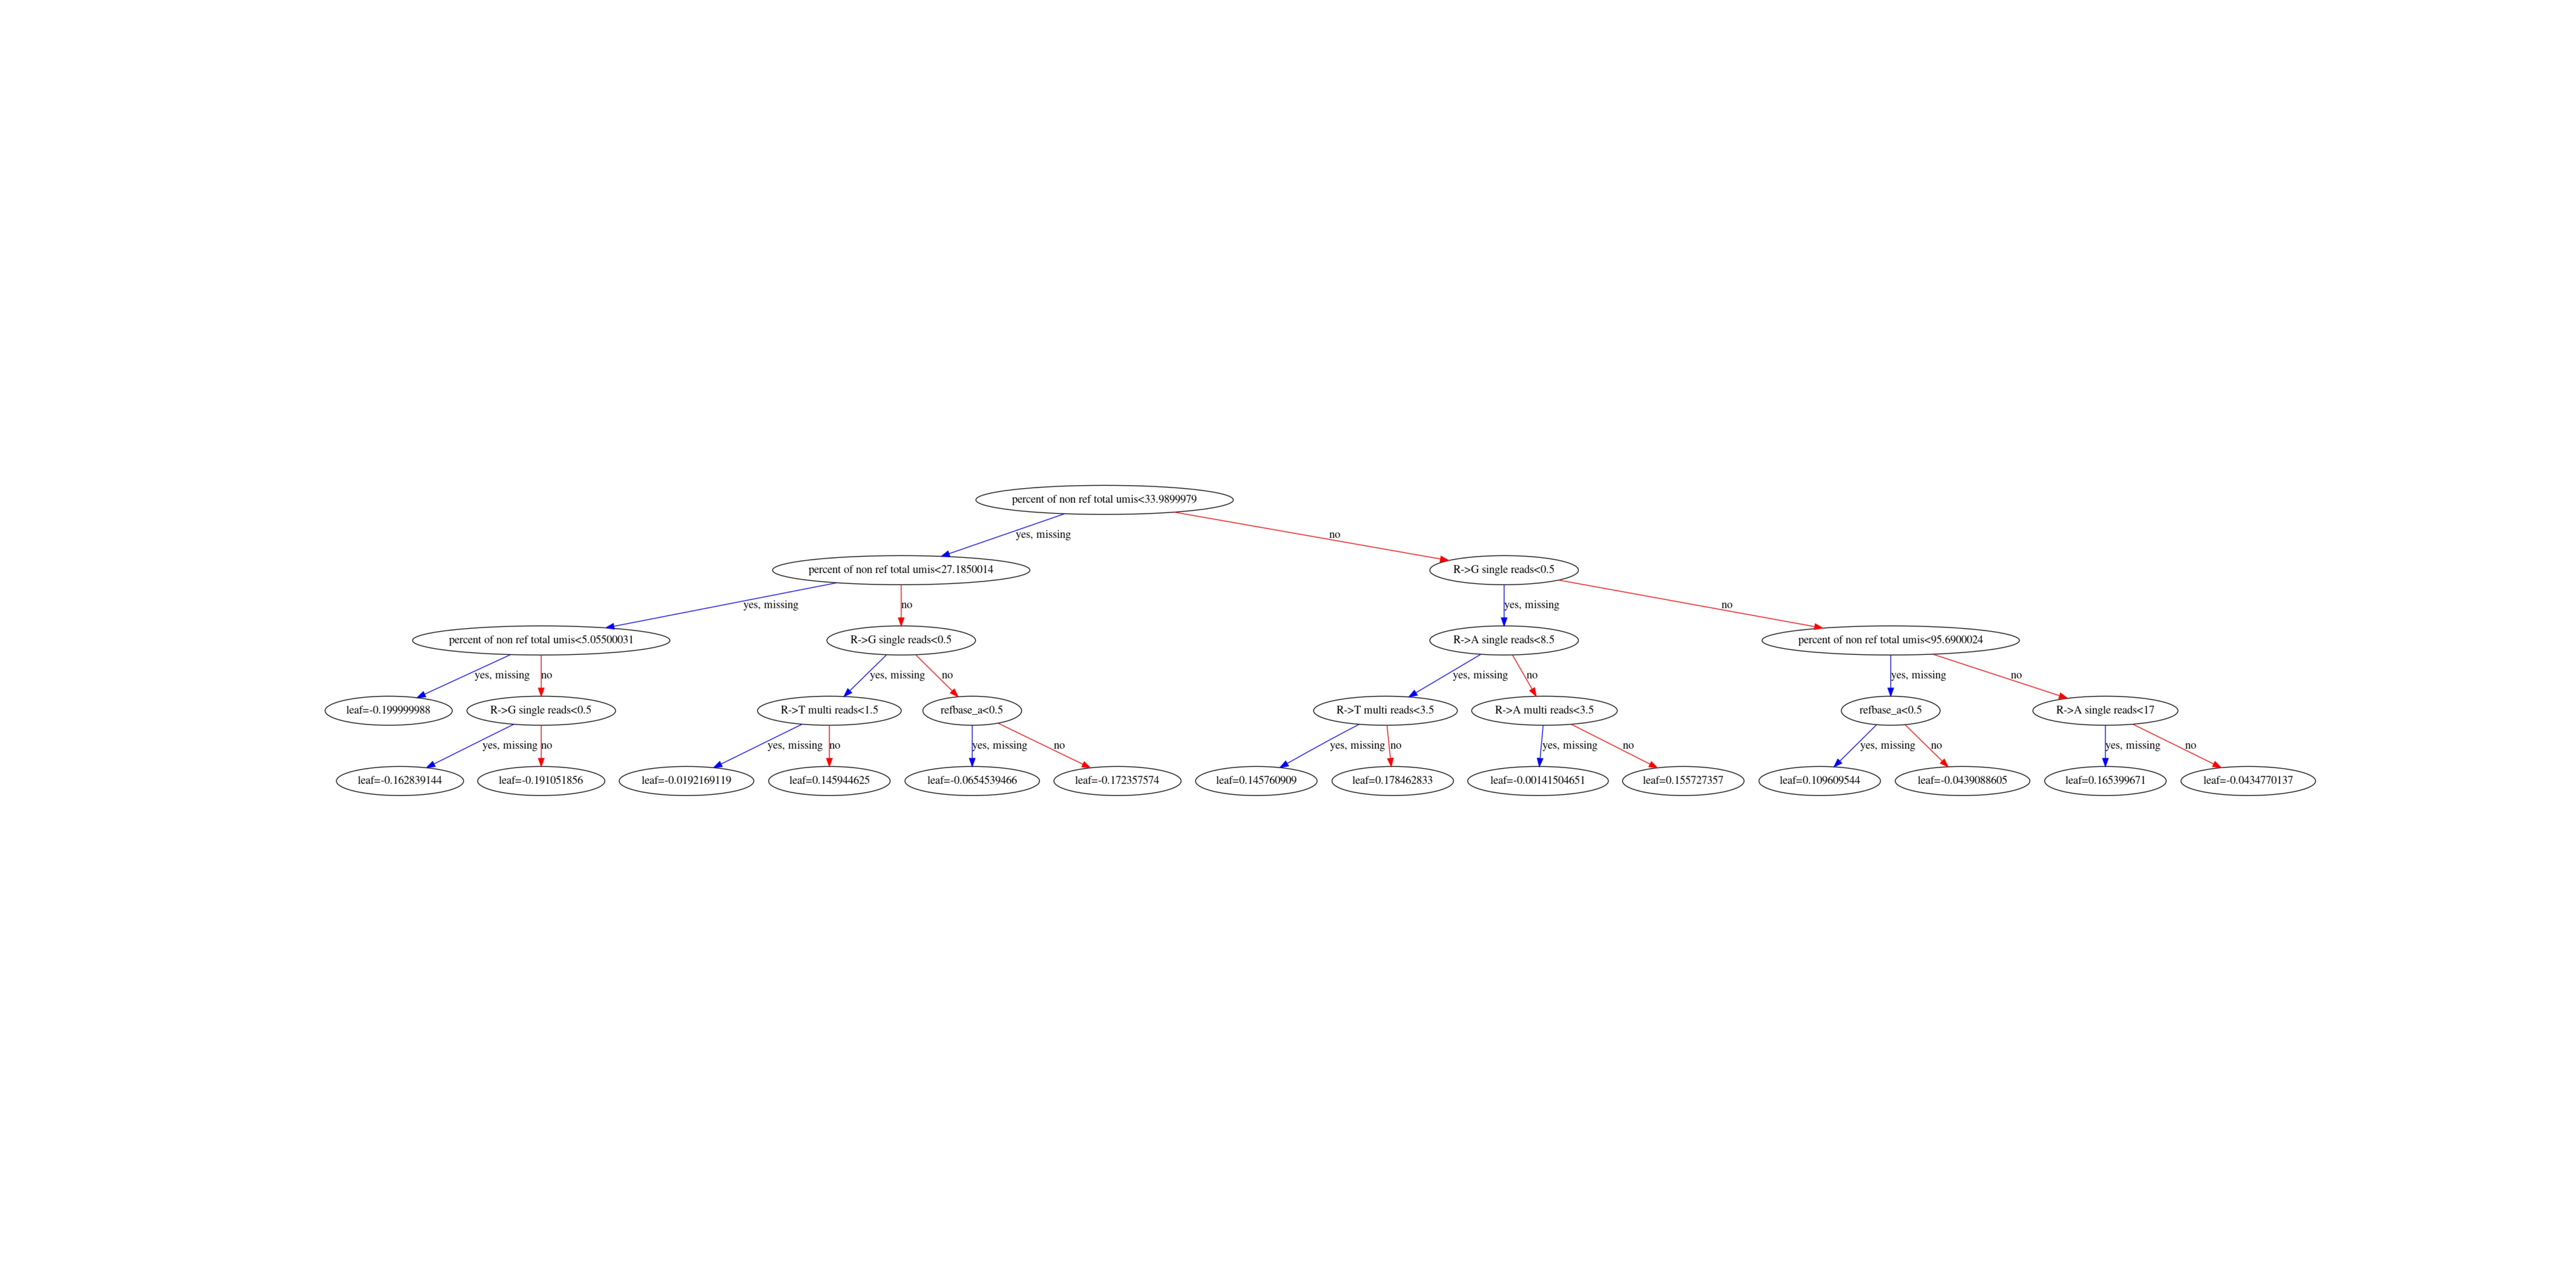 percent of non ref total umis<33.9899979
yes, missing
no
percent of non ref total umis<27.1850014
R->G single reads<0.5
yes, missing
no
yes, missing
no
percent of non ref total umis<5.05500031
R->G single reads<0.5
R->A single reads<8.5
percent of non ref total umis<95.6900024
yes, missing
no
yes, missing
no
yes, missing
no
yes, missing
no
leaf=-0.199999988
R->G single reads<0.5
R->T multi reads<1.5
refbase_a<0.5
R->T multi reads<3.5
R->A multi reads<3.5
refbase_a<0.5
R->A single reads<17
yes, missing
no
yes, missing
no
yes, missing
no
yes, missing
no
yes, missing
no
yes, missing
no
yes, missing
no
leaf=-0.162839144
leaf=-0.191051856
leaf=-0.0192169119
leaf=0.145944625
leaf=-0.0654539466
leaf=-0.172357574
leaf=0.145760909
leaf=0.178462833
leaf=-0.00141504651
leaf=0.155727357
leaf=0.109609544
leaf=-0.0439088605
leaf=0.165399671
leaf=-0.0434770137